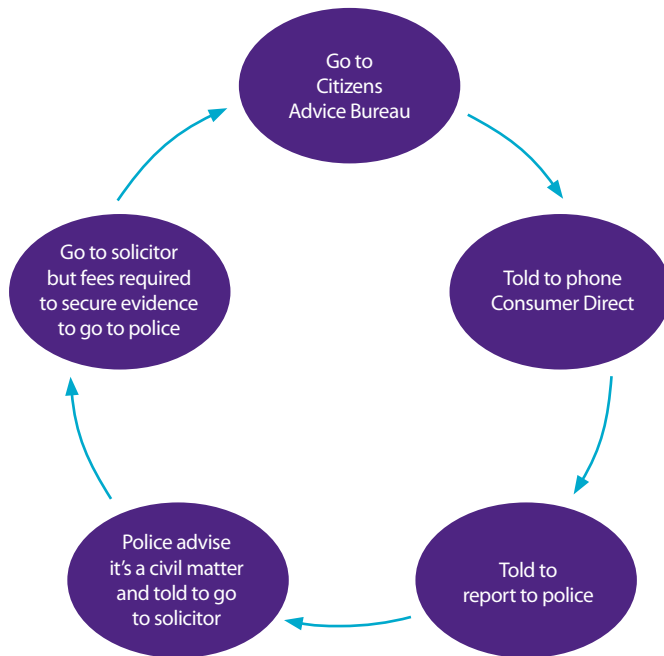 Go to
Citizens
Advice Bureau
Told to phone
Consumer Direct
Told to
report to police
Police advise
it’s a civil matter
and told to go
to solicitor
Go to solicitor
but fees required
to secure evidence
to go to police